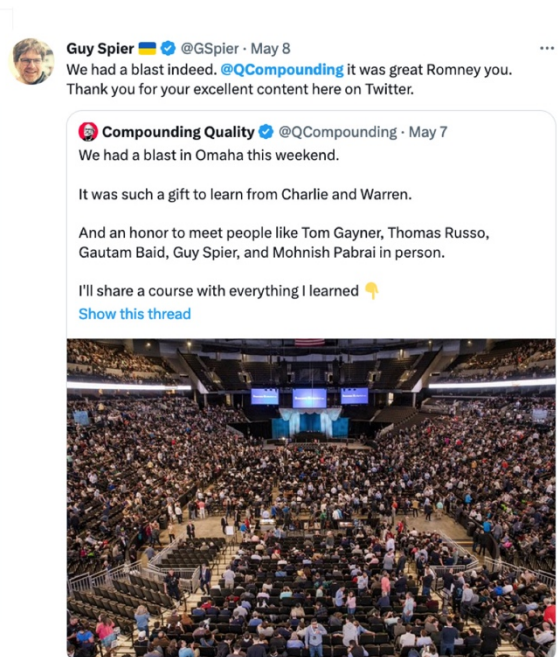 Guy Spier 🇺🇦 @GSpier · May 8
We had a blast indeed. @QCompounding it was great Romney you.
Thank you for your excellent content here on Twitter.
Compounding Quality @QCompounding · May 7
We had a blast in Omaha this weekend.
It was such a gift to learn from Charlie and Warren.
And an honor to meet people like Tom Gayner, Thomas Russo,
Gautam Baid, Guy Spier, and Mohnish Pabrai in person.
I'll share a course with everything I learned 👇
Show this thread